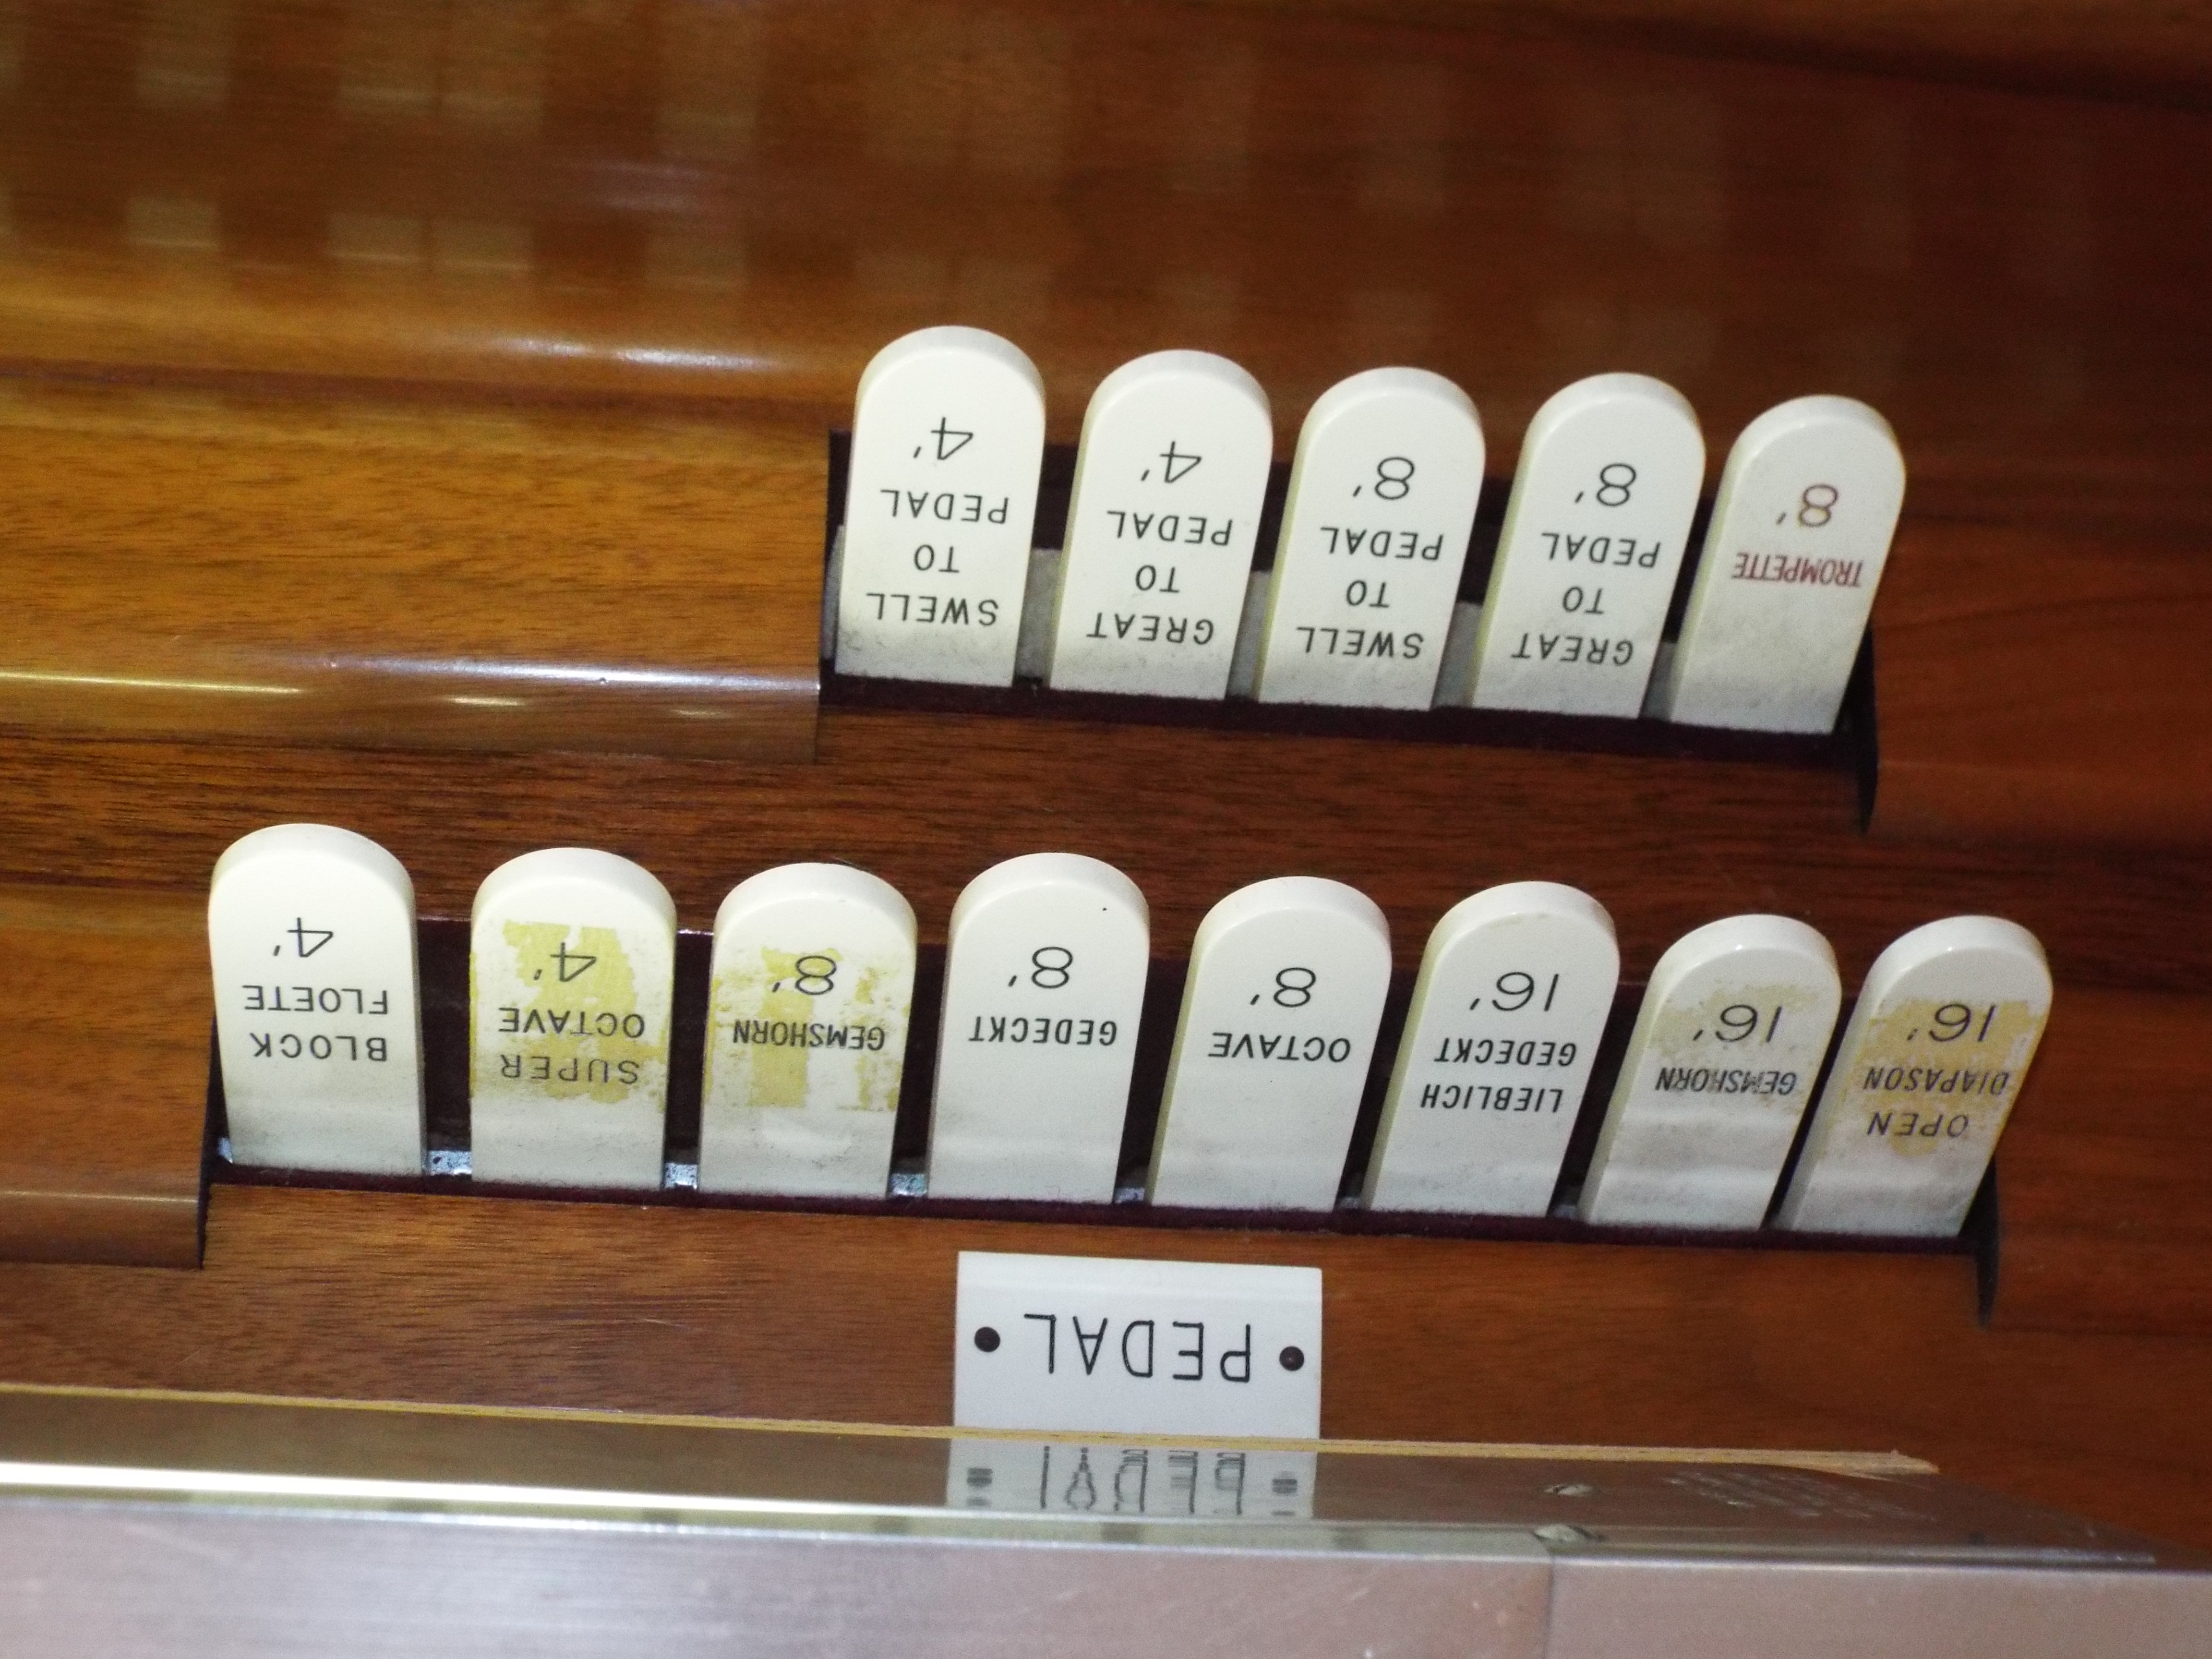 PEDAL
OPEN
DIAPASON
16'
GEMSHORN
16'
LIEBLICH
GEDECKT
16'
OCTAVE
8'
GEDECKT
8'
GEMSHORN
8'
SUPER
OCTAVE
4'
BLOCK
FLOETE
4'
TROMPETTE
8'
GREAT
TO
PEDAL
8'
SWELL
TO
PEDAL
8'
GREAT
TO
PEDAL
4'
SWELL
TO
PEDAL
4'